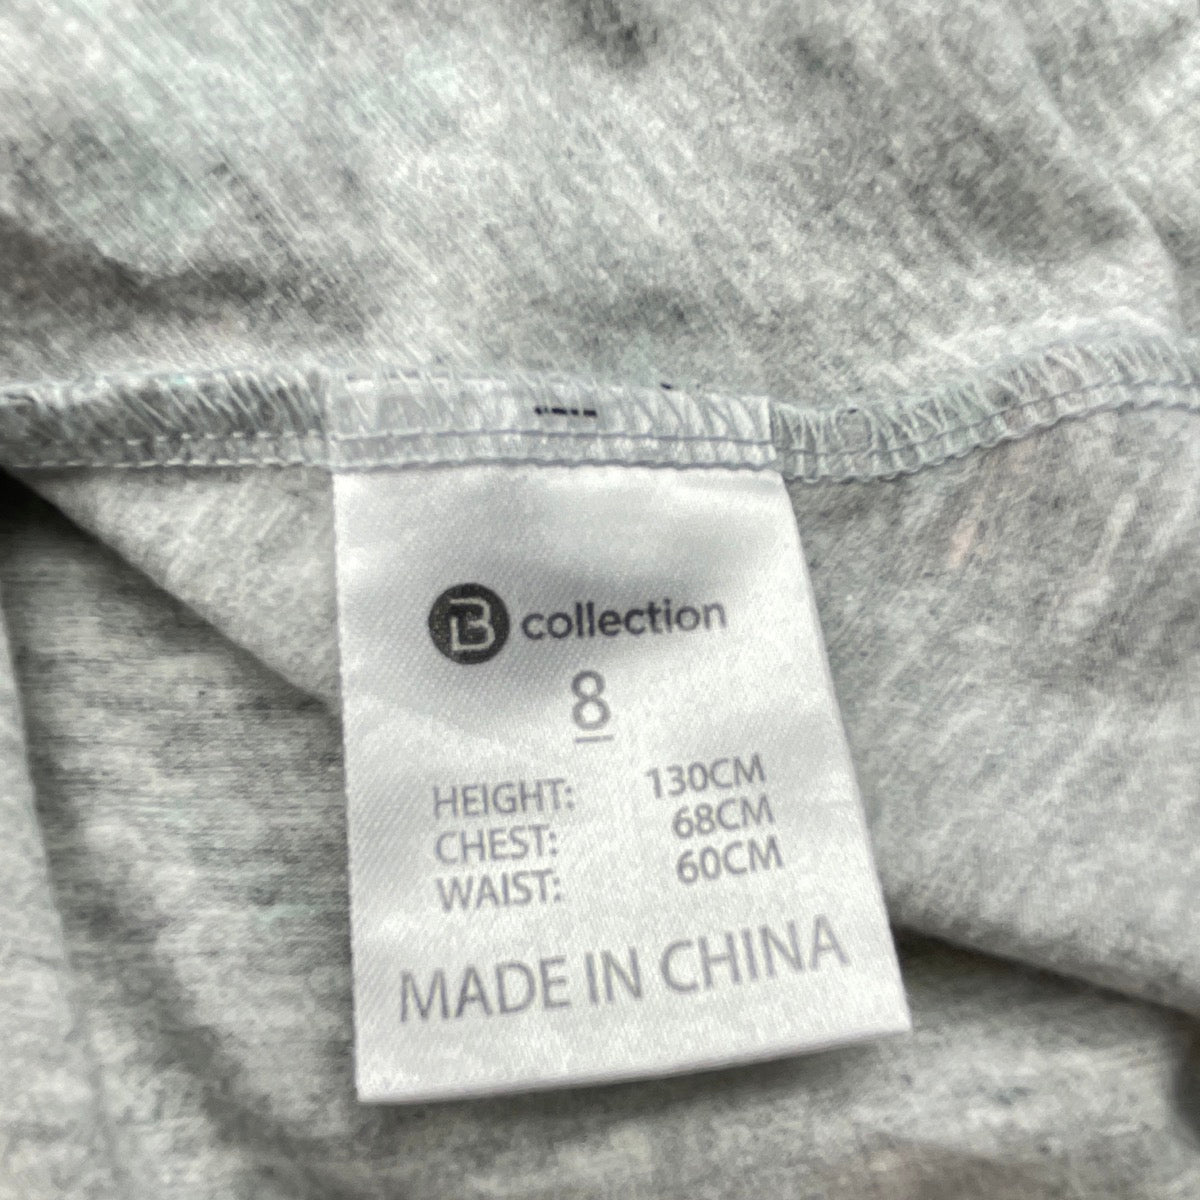 B collection
8
HEIGHT: 130CM
CHEST: 68CM
WAIST: 60CM
MADE IN CHINA